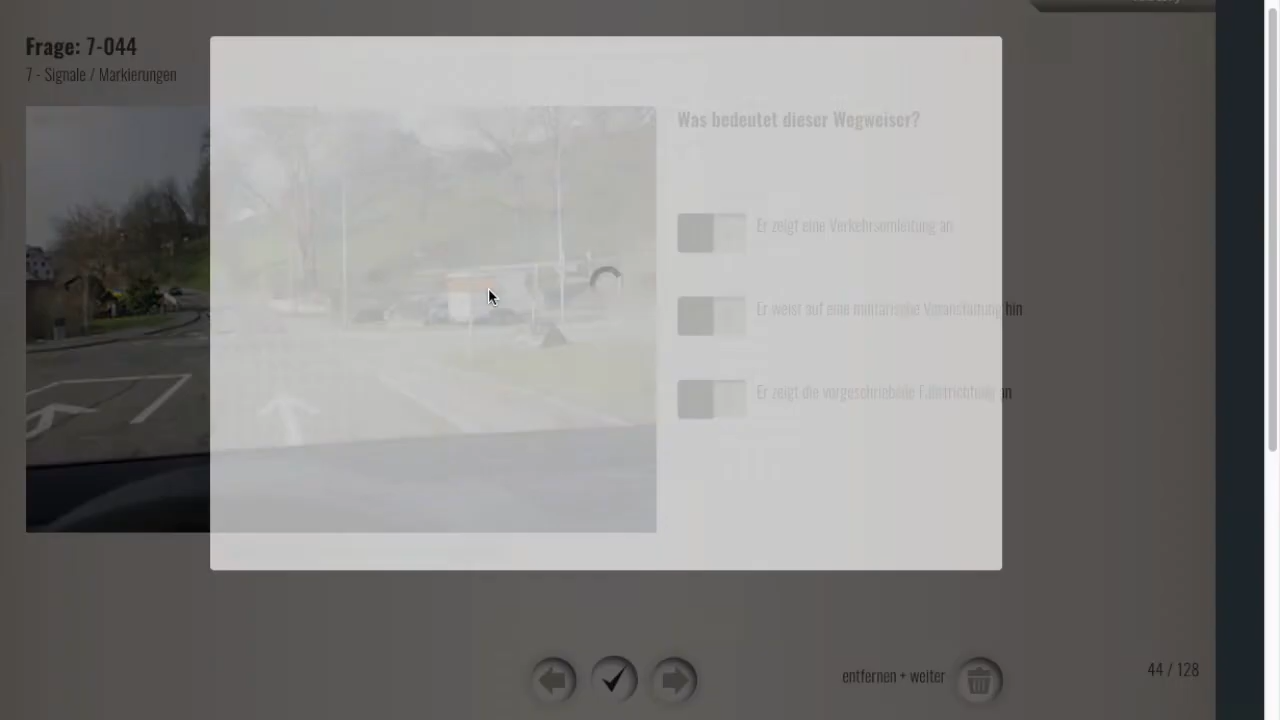 Frage: 7-044
7 - Signale / Markierungen
Was bedeutet dieser Wegweiser?
Er zeigt eine Verkehrsumleitung an
Er weist auf eine militärische Veranstaltung hin
Er zeigt die vorgeschriebene Fahrtrichtung an
entfernen + weiter
44 / 128